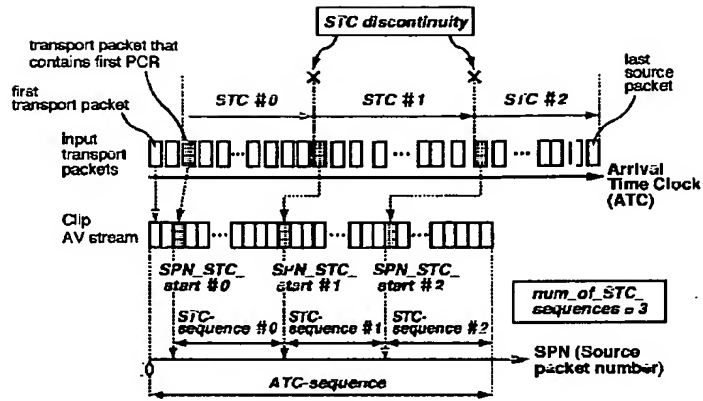 STC discontinuity
transport packet that
contains first PCR
first
transport packet
last
source
packet
STC #0
STC #1
STC #2
input
transport
packets
Arrival
Time Clock
(ATC)
Clip
AV stream
SPN_STC_
start #0
SPN_STC_
start #1
SPN_STC_
start #2
num_of_STC_
sequences = 3
STC-
sequence #0
STC-
sequence #1
STC-
sequence #2
0
SPN (Source
packet number)
ATC-sequence